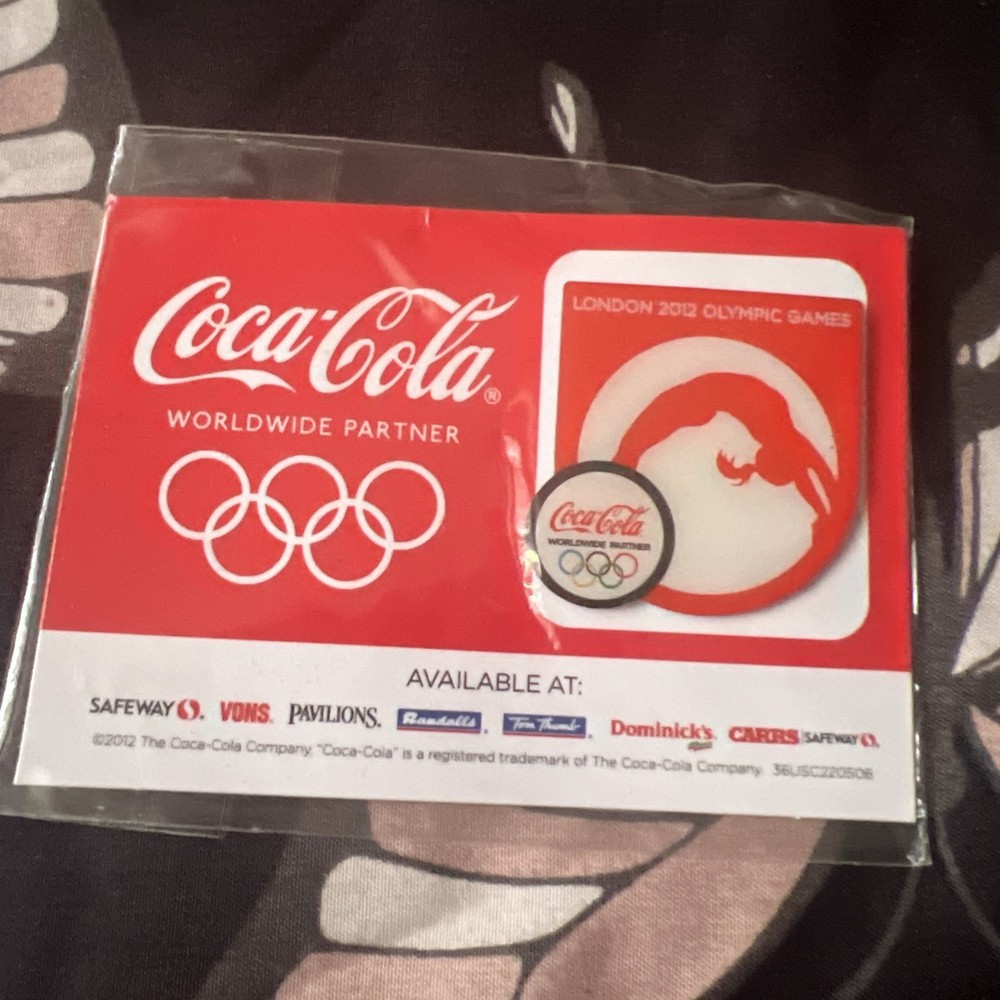 Coca-Cola®
WORLDWIDE PARTNER
LONDON 2012 OLYMPIC GAMES
Coca-Cola
WORLDWIDE PARTNER
AVAILABLE AT:
SAFEWAY. VONS. PAVILIONS. Randalls. Tom Thumb. Dominick's CARRS SAFEWAY.
©2012 The Coca-Cola Company. "Coca-Cola" is a registered trademark of The Coca-Cola Company. 36USC220506